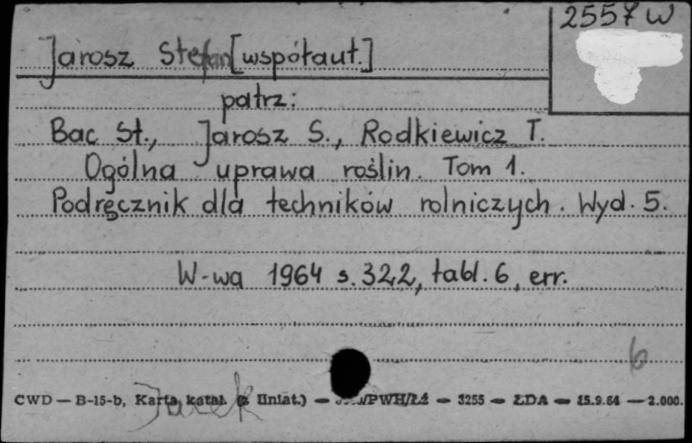 2557 W
Jarosz Stefan [współaut.]
patrz:
Bac St., Jarosz S., Rodkiewicz T.
Ogólna uprawa roślin. Tom 1.
Podręcznik dla techników rolniczych. Wyd. 5.
W-wa 1964 s. 322, tabl. 6, err.
6
CWD — B-15-b, Karta katal. Uniat.) — /PWH/Łź — 3255 — ŁDA — 15.9.64 — 2.000.